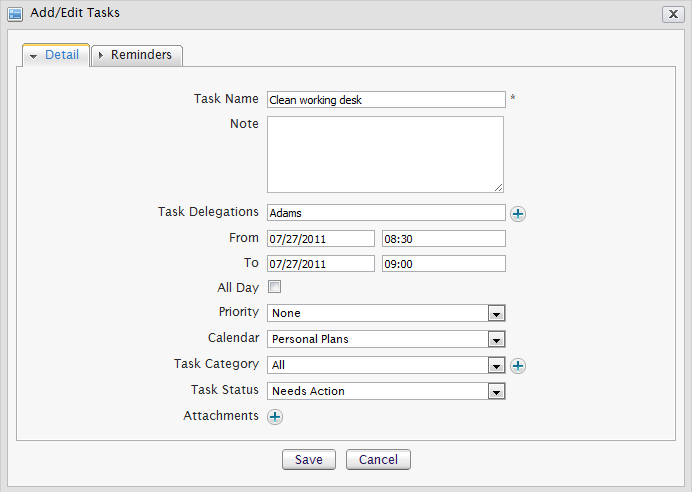 Add/Edit Tasks
Detail Reminders
Task Name Clean working desk *
Note
Task Delegations Adams
From 07/27/2011 08:30
To 07/27/2011 09:00
All Day
Priority None
Calendar Personal Plans
Task Category All
Task Status Needs Action
Attachments
Save Cancel